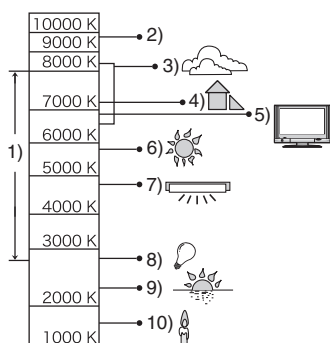 10000 K
9000 K
2)
8000 K
3)
7000 K
4)
5)
6000 K
1)
6)
5000 K
7)
4000 K
3000 K
8)
2000 K
9)
10)
1000 K